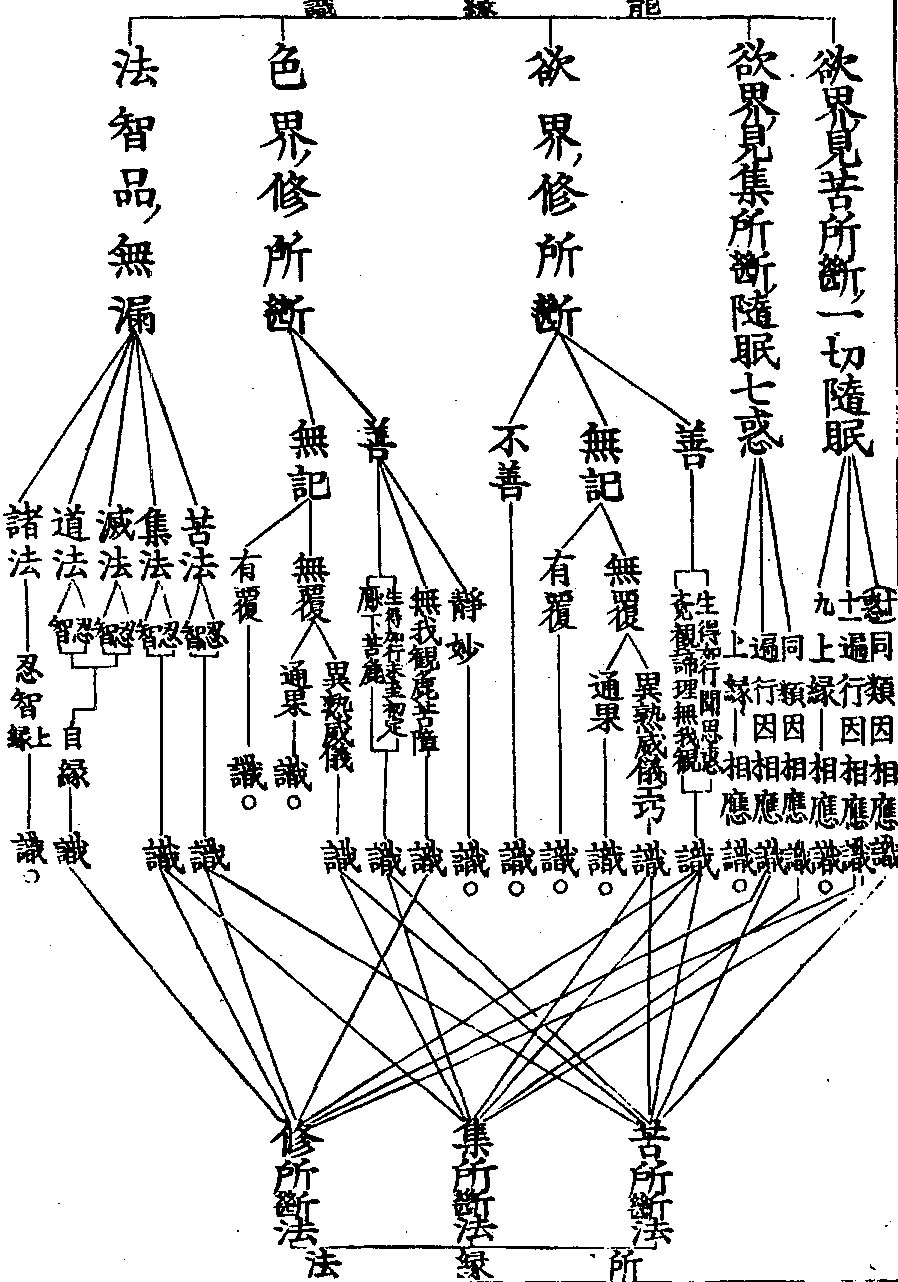 能緣識
欲界見苦所斷一切隨眠
欲界見集所斷隨眠七惑
欲界修所斷
色界修所斷
法智品無漏
同類因相應識
十一遍行因相應識
九上緣相應識
同類因相應識
遍行因相應識
上緣相應識
善
無記
不善
生得加行聞思惑
觀諦理無我觀
識
無覆
有覆
異熟威儀巧
識
通果
識
識
識
善
無記
靜妙
識
無我觀麁苦障
識
生得加行未至初定
厭下苦麁
識
無覆
有覆
異熟威儀
識
通果
識
識
苦法
忍智
識
集法
忍智
識
滅法
忍智
道法
忍智
自緣
識
諸法
忍智
上緣
識
苦所斷法
集所斷法
修所斷法
所緣法